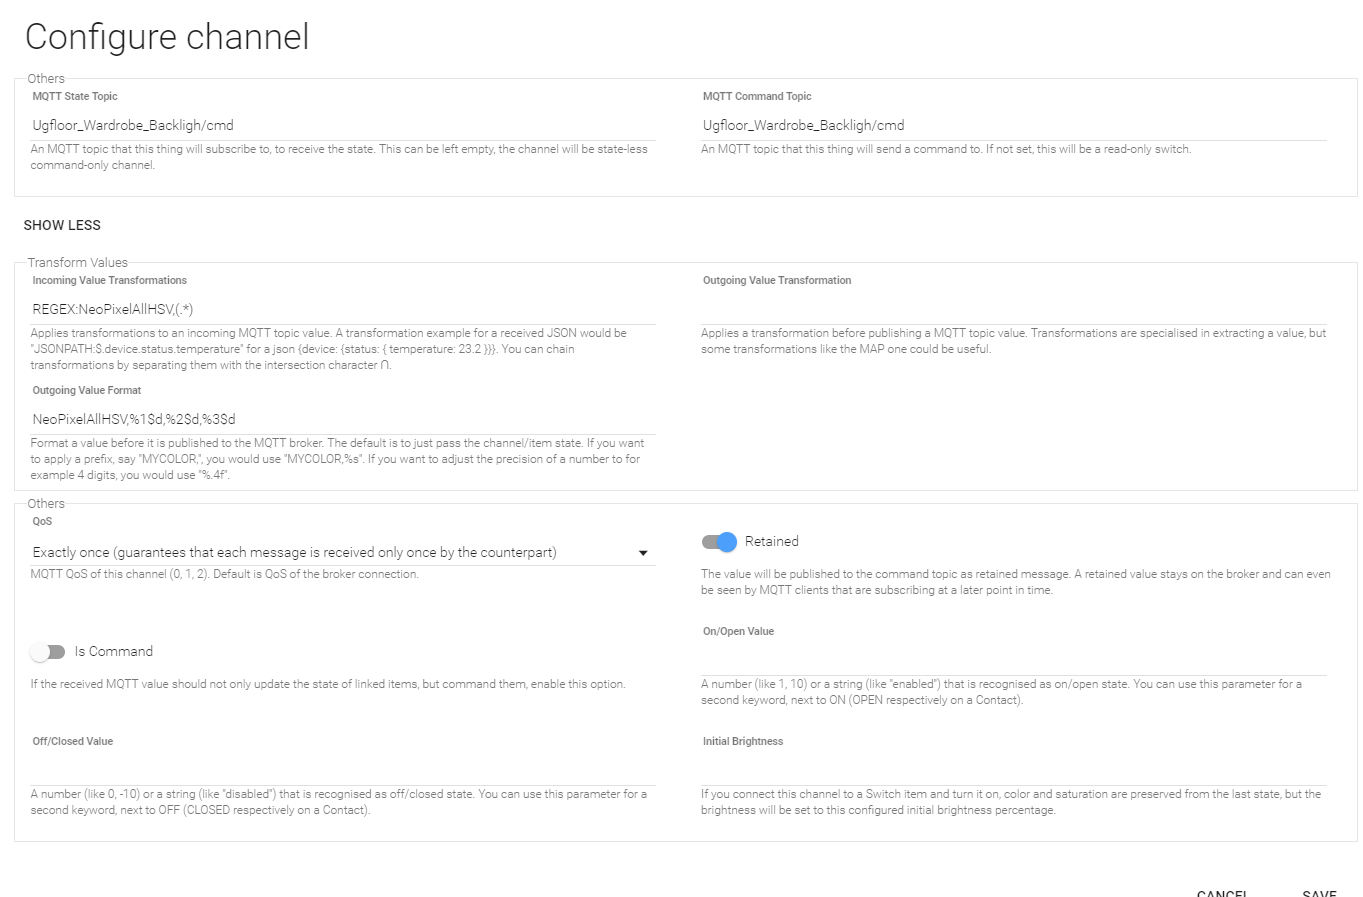 Configure channel
Others
MQTT State Topic
MQTT Command Topic
Ugfloor_Wardrobe_Backligh/cmd
Ugfloor_Wardrobe_Backligh/cmd
An MQTT topic that this thing will subscribe to, to receive the state. This can be left empty, the channel will be state-less
command-only channel.
An MQTT topic that this thing will send a command to. If not set, this will be a read-only switch.
SHOW LESS
Transform Values
Incoming Value Transformations
Outgoing Value Transformation
REGEX:NeoPixelAllHSV,(.*)
Applies transformations to an incoming MQTT topic value. A transformation example for a received JSON would be
"JSONPATH:$.device.status.temperature" for a json {device: {status: { temperature: 23.2 }}}. You can chain
transformations by separating them with the intersection character ∩.
Applies a transformation before publishing a MQTT topic value. Transformations are specialised in extracting a value, but
some transformations like the MAP one could be useful.
Outgoing Value Format
NeoPixelAllHSV,%1$d,%2$d,%3$d
Format a value before it is published to the MQTT broker. The default is to just pass the channel/item state. If you want
to apply a prefix, say "MYCOLOR,", you would use "MYCOLOR,%s". If you want to adjust the precision of a number to for
example 4 digits, you would use "%.4f".
Others
QoS
Exactly once (guarantees that each message is received only once by the counterpart)
MQTT QoS of this channel (0, 1, 2). Default is QoS of the broker connection.
Retained
The value will be published to the command topic as retained message. A retained value stays on the broker and can even
be seen by MQTT clients that are subscribing at a later point in time.
Is Command
If the received MQTT value should not only update the state of linked items, but command them, enable this option.
On/Open Value
A number (like 1, 10) or a string (like "enabled") that is recognised as on/open state. You can use this parameter for a
second keyword, next to ON (OPEN respectively on a Contact).
Off/Closed Value
A number (like 0, -10) or a string (like "disabled") that is recognised as off/closed state. You can use this parameter for a
second keyword, next to OFF (CLOSED respectively on a Contact).
Initial Brightness
If you connect this channel to a Switch item and turn it on, color and saturation are preserved from the last state, but the
brightness will be set to this configured initial brightness percentage.
CANCEL
SAVE